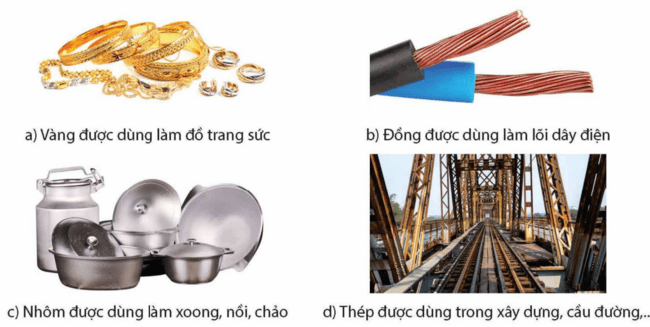 a) Vàng được dùng làm đồ trang sức
b) Đồng được dùng làm lõi dây điện
c) Nhôm được dùng làm xoong, nồi, chảo
d) Thép được dùng trong xây dựng, cầu đường,..